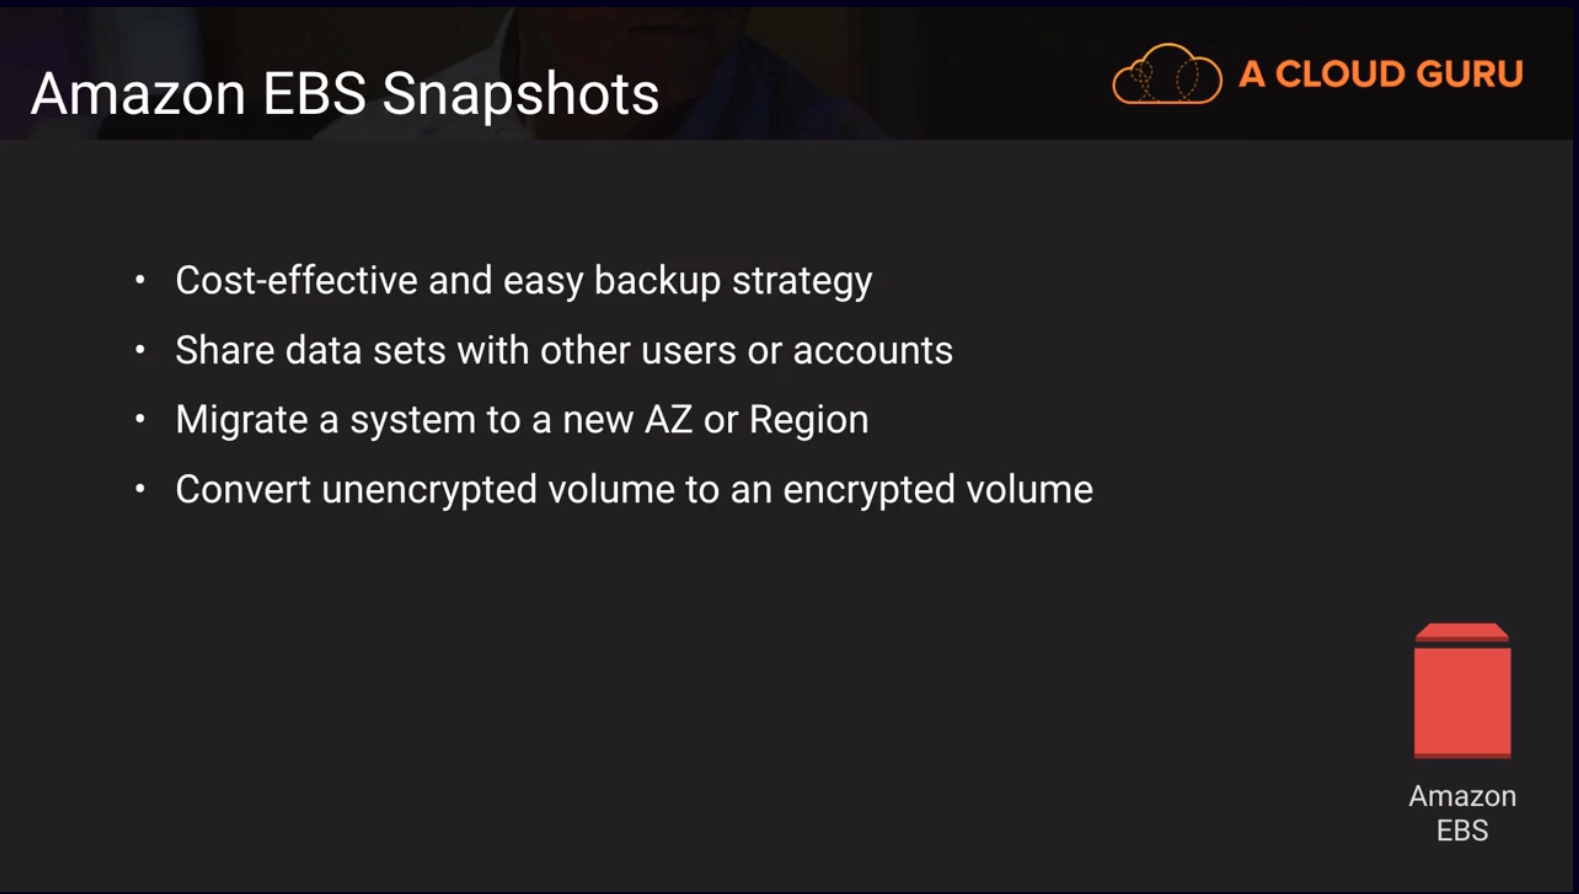 Amazon EBS Snapshots
A CLOUD GURU
• Cost-effective and easy backup strategy
• Share data sets with other users or accounts
• Migrate a system to a new AZ or Region
• Convert unencrypted volume to an encrypted volume
Amazon
EBS